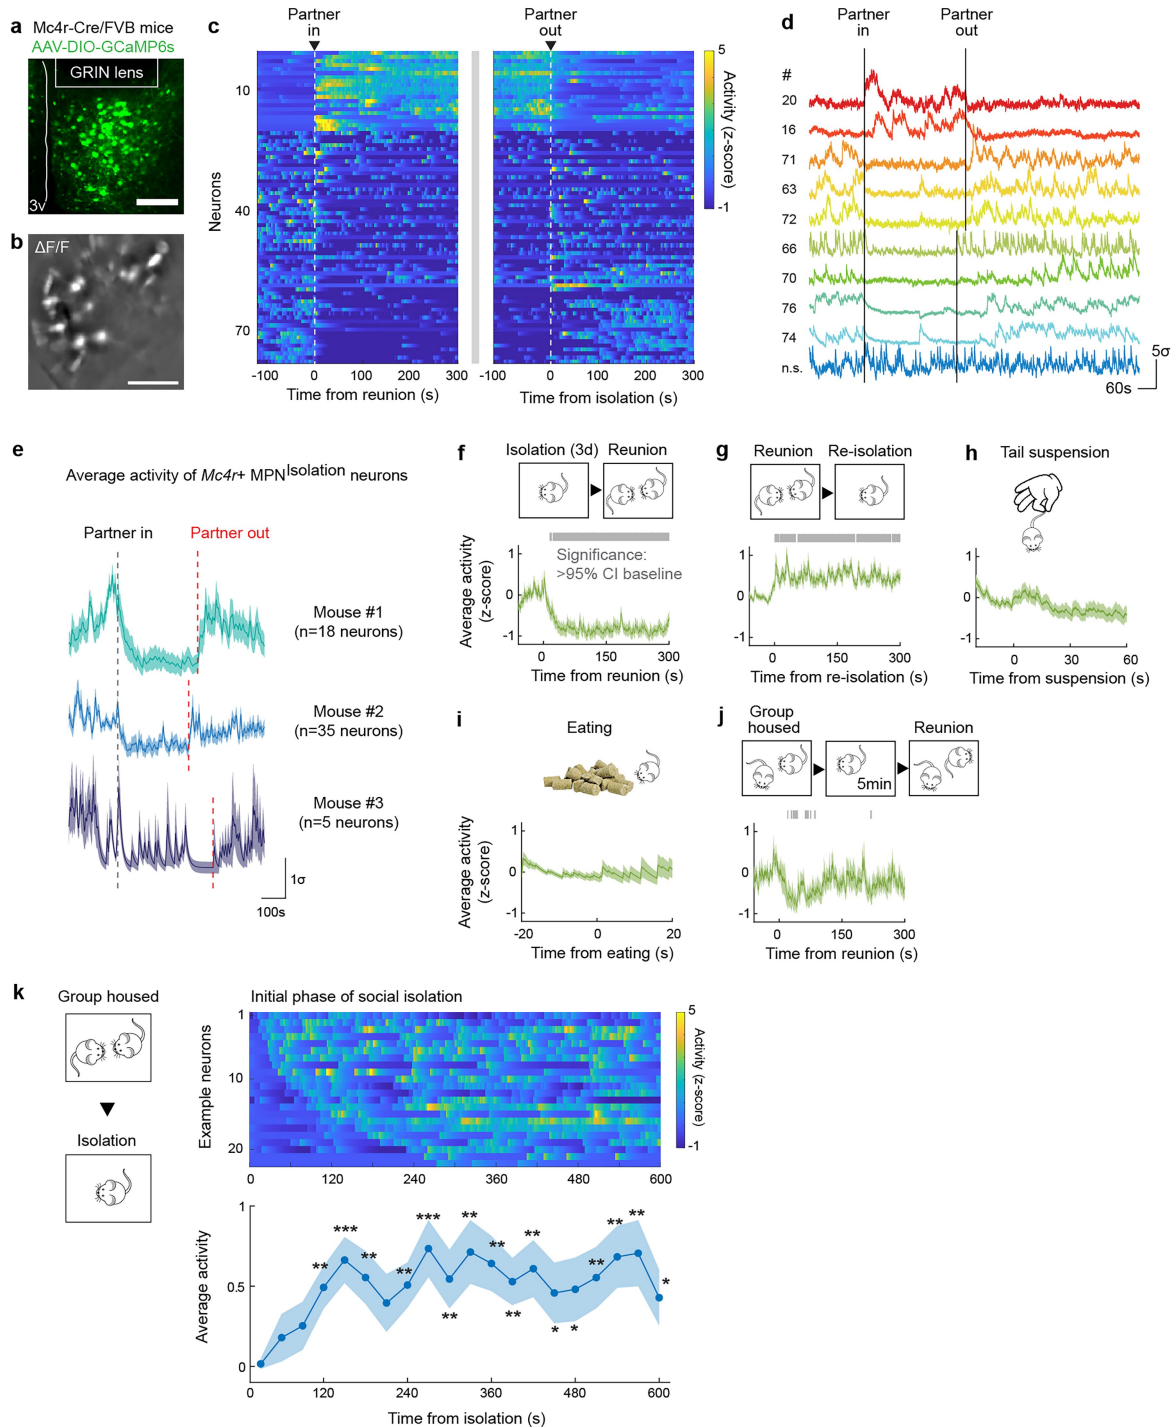 a
Mc4r-Cre/FVB mice
AAV-DIO-GCaMP6s
GRIN lens
3v
b
ΔF/F
c
Partner
in
Partner
out
Neurons
10
40
70
-100 0 100 200 300
Time from reunion (s)
-100 0 100 200 300
Time from isolation (s)
5
Activity (z-score)
-1
d
Partner
in
Partner
out
#
20
16
71
63
72
66
70
76
74
n.s.
5σ
60s
e
Average activity of Mc4r+ MPNIsolation neurons
Partner in
Partner out
Mouse #1
(n=18 neurons)
Mouse #2
(n=35 neurons)
Mouse #3
(n=5 neurons)
1σ
100s
f
Isolation (3d) Reunion
Significance:
>95% CI baseline
Average activity
(z-score)
1
0
-1
0 150 300
Time from reunion (s)
g
Reunion Re-isolation
1
0
-1
0 150 300
Time from re-isolation (s)
h
Tail suspension
1
0
-1
0 30 60
Time from suspension (s)
i
Eating
Average activity
(z-score)
1
0
-1
-20 0 20
Time from eating (s)
j
Group
housed
5min
Reunion
1
0
-1
0 150 300
Time from reunion (s)
k
Group housed
Isolation
Initial phase of social isolation
Example neurons
1
10
20
0 120 240 360 480 600
5
Activity (z-score)
-1
Average activity
1
0.5
0
** *** ** ** *** ** ** ** ** ** * * ** ** ** *
0 120 240 360 480 600
Time from isolation (s)